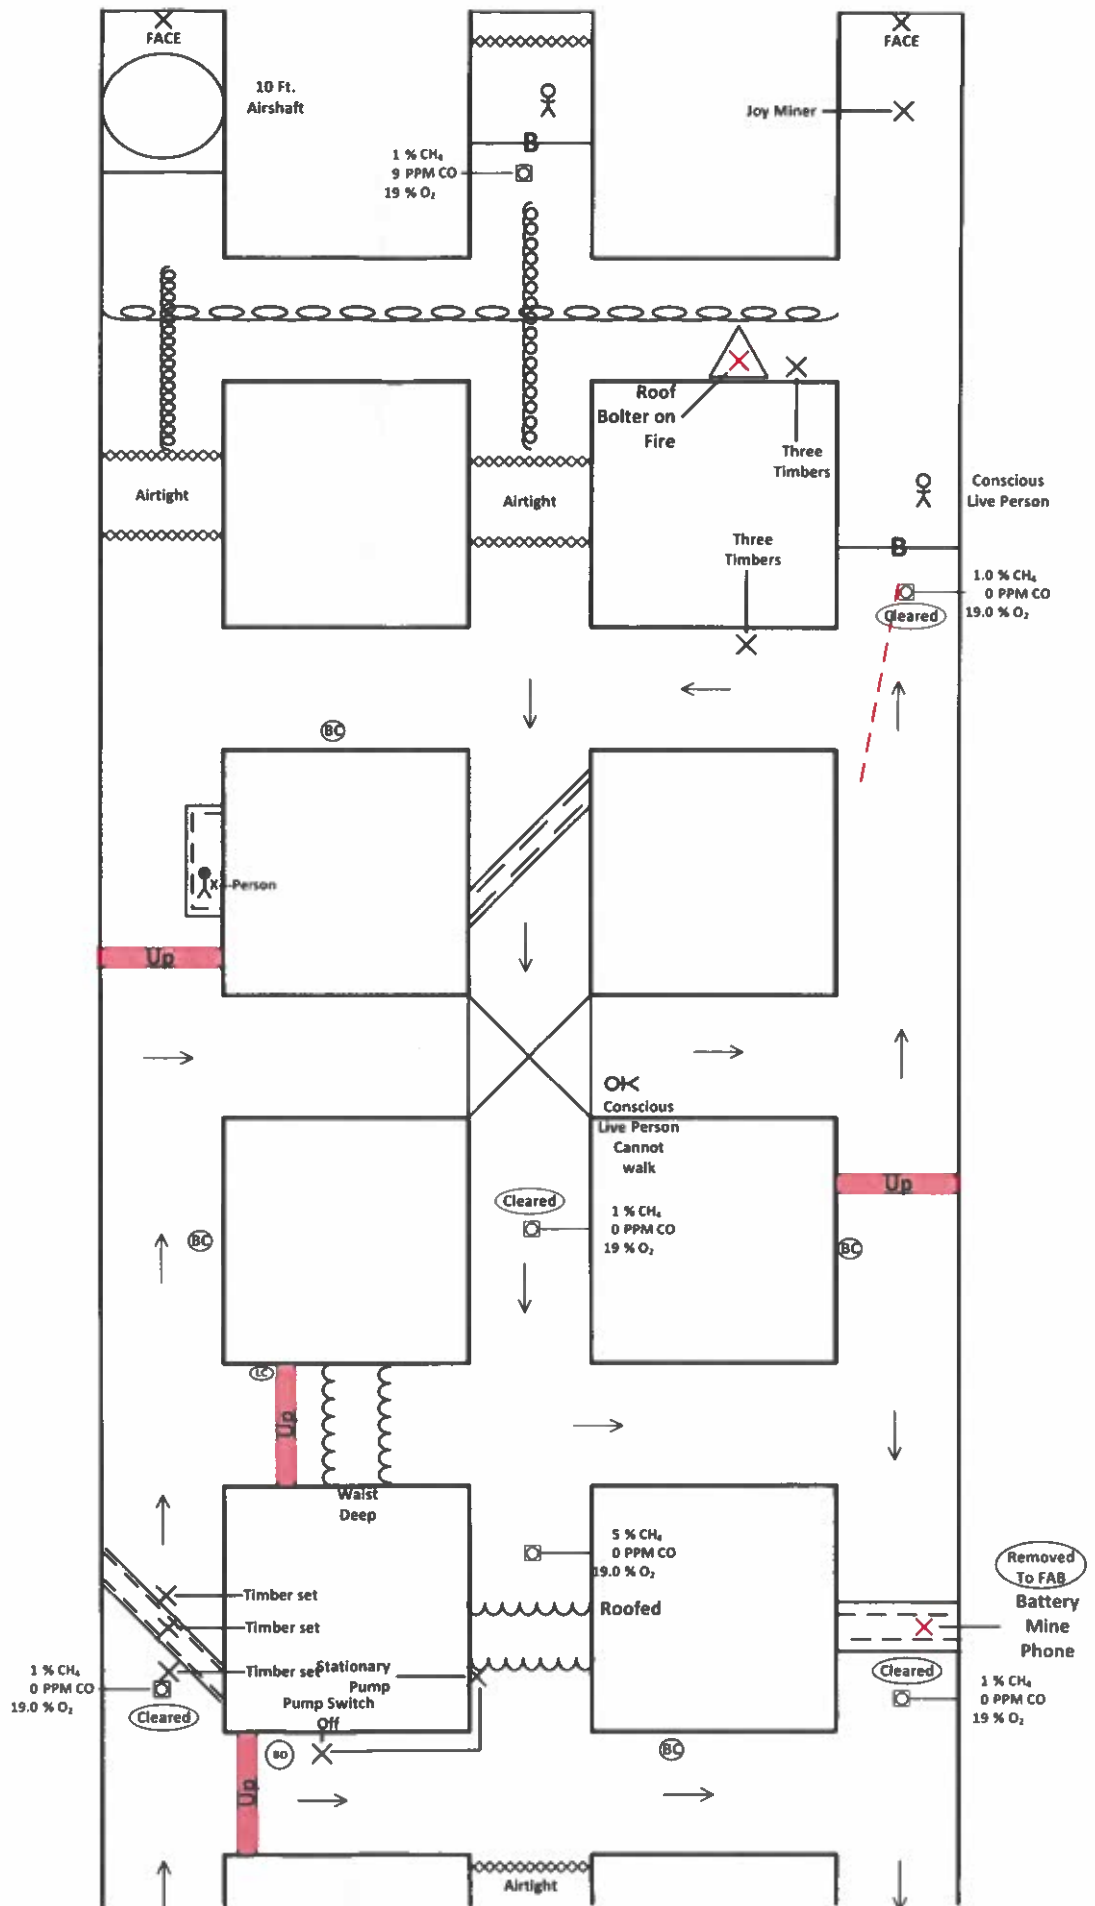 FACE
10 Ft.
Airshaft
1 % CH₄
9 PPM CO
19 % O₂
B
FACE
Joy Miner
Roof
Bolter on
Fire
Three
Timbers
Airtight
Airtight
Three
Timbers
Conscious
Live Person
B
1.0 % CH₄
0 PPM CO
19.0 % O₂
Cleared
BC
X-Person
Up
Conscious
Live Person
Cannot
walk
Cleared
1 % CH₄
0 PPM CO
19 % O₂
Up
BC
BC
LC
Up
Waist
Deep
5 % CH₄
0 PPM CO
19.0 % O₂
Roofed
Removed
To FAB
Battery
Mine
Phone
Timber set
Timber set
Timber set
Stationary
Pump
Pump Switch
Off
1 % CH₄
0 PPM CO
19.0 % O₂
Cleared
Cleared
1 % CH₄
0 PPM CO
19 % O₂
BO
BC
Up
Airtight